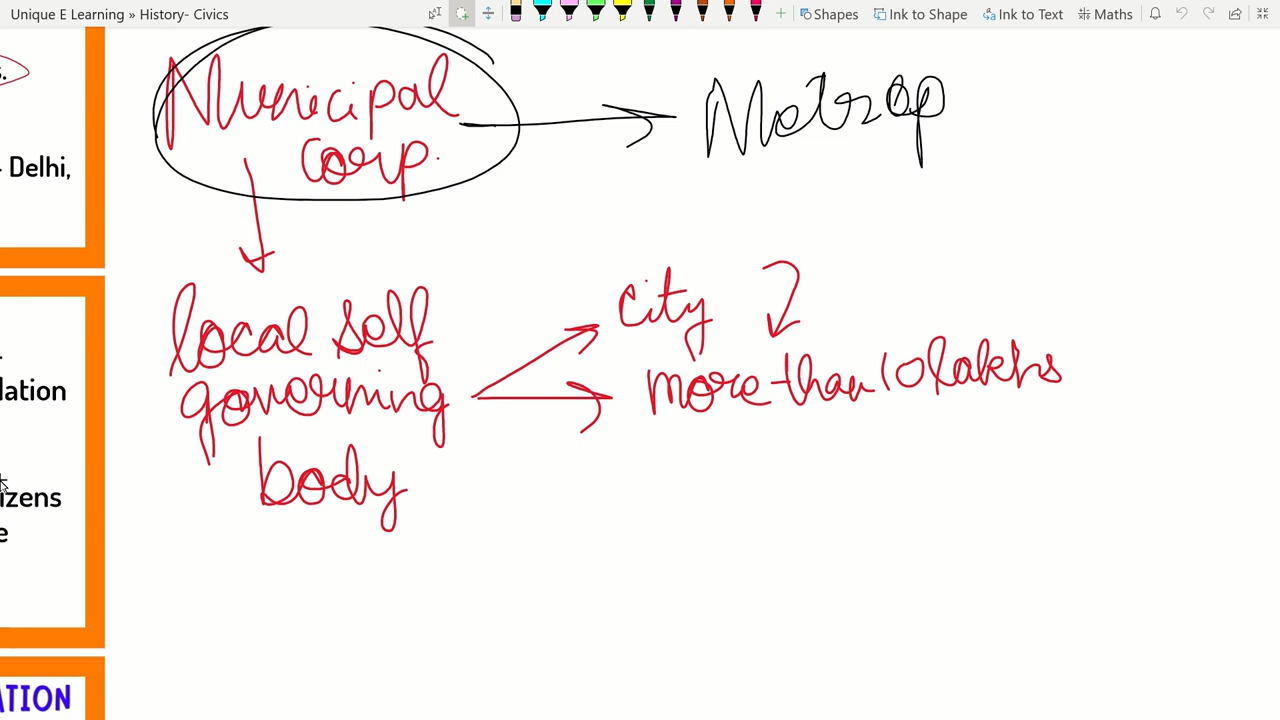 Unique E Learning » History- Civics
Shapes
Ink to Shape
Ink to Text
Maths
s.
Delhi,
lation
izens
e
ATION
Municipal
corp.
Metrop
local self
governing
body
city
more than 10 lakhs